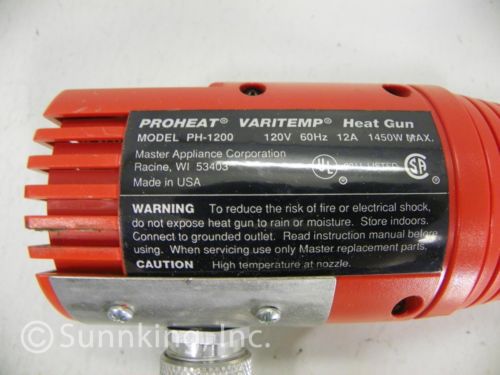 PROHEAT® VARITEMP® Heat Gun
MODEL PH-1200 120V 60Hz 12A 1450W MAX.
Master Appliance Corporation
Racine, WI 53403
Made in USA
UL ® LISTED SA ®
WARNING To reduce the risk of fire or electrical shock,
do not expose heat gun to rain or moisture. Store indoors.
Connect to grounded outlet. Read instruction manual before
using. When servicing use only Master replacement parts.
CAUTION High temperature at nozzle.
© Sunnking, Inc.